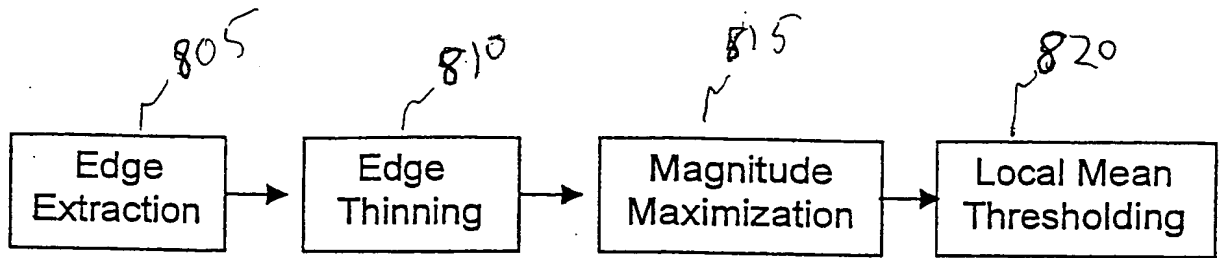 805 810 815 820
Edge Edge Magnitude Local Mean
Extraction Thinning Maximization Thresholding